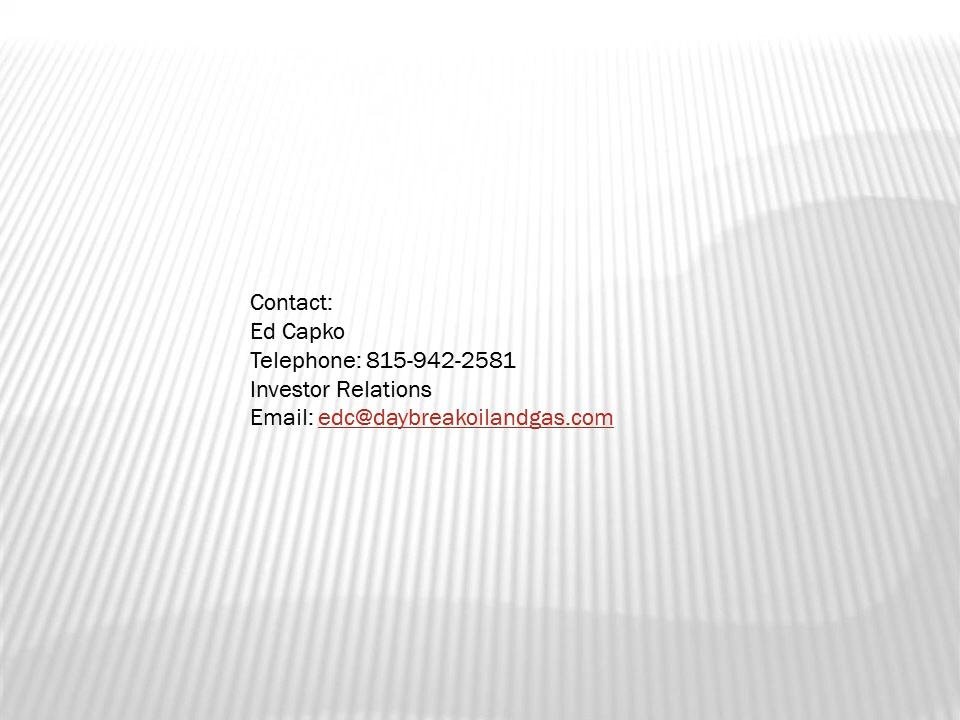 Contact:
Ed Capko
Telephone: 815-942-2581
Investor Relations
Email: edc@daybreakoilandgas.com